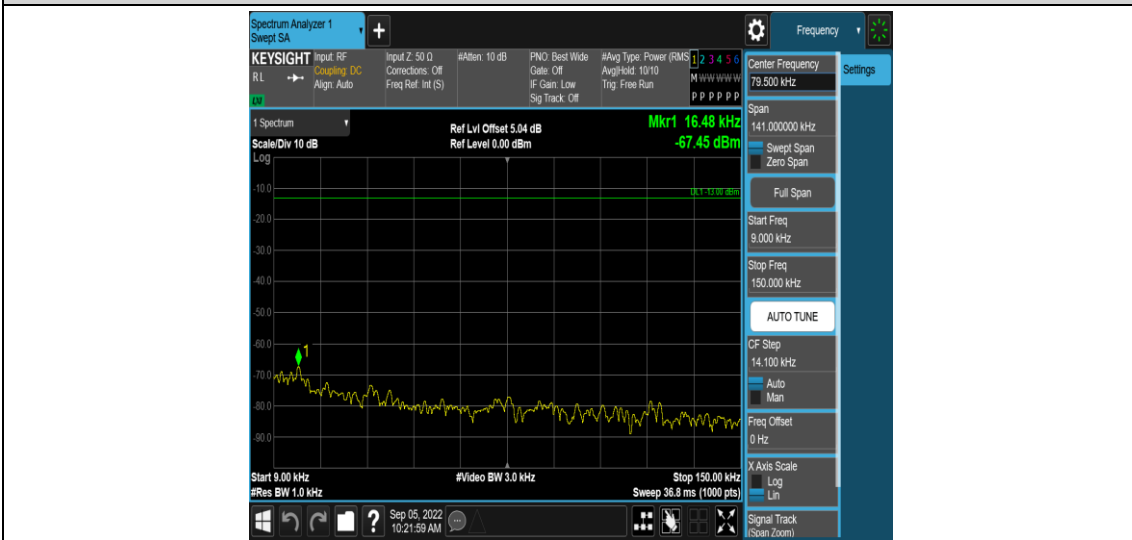 Spectrum Analyzer 1
Swept SA
+
Frequency
KEYSIGHT
RL
LXI
Input: RF
Coupling: DC
Align: Auto
Input Z: 50 Ω
Corrections: Off
Freq Ref: Int (S)
#Atten: 10 dB
PNO: Best Wide
Gate: Off
IF Gain: Low
Sig Track: Off
#Avg Type: Power (RMS
Avg|Hold: 10/10
Trig: Free Run
1 2 3 4 5 6
M W W W W W
P P P P P P
1 Spectrum
Scale/Div 10 dB
Log
Ref Lvl Offset 5.04 dB
Ref Level 0.00 dBm
Mkr1 16.48 kHz
-67.45 dBm
DL1 -13.00 dBm
-10.0
-20.0
-30.0
-40.0
-50.0
-60.0
1
-70.0
-80.0
-90.0
Start 9.00 kHz
#Video BW 3.0 kHz
Stop 150.00 kHz
#Res BW 1.0 kHz
Sweep 36.8 ms (1000 pts)
?
Sep 05, 2022
10:21:59 AM
Center Frequency
79.500 kHz
Settings
Span
141.000000 kHz
Swept Span
Zero Span
Full Span
Start Freq
9.000 kHz
Stop Freq
150.000 kHz
AUTO TUNE
CF Step
14.100 kHz
Auto
Man
Freq Offset
0 Hz
X Axis Scale
Log
Lin
Signal Track
(Span Zoom)